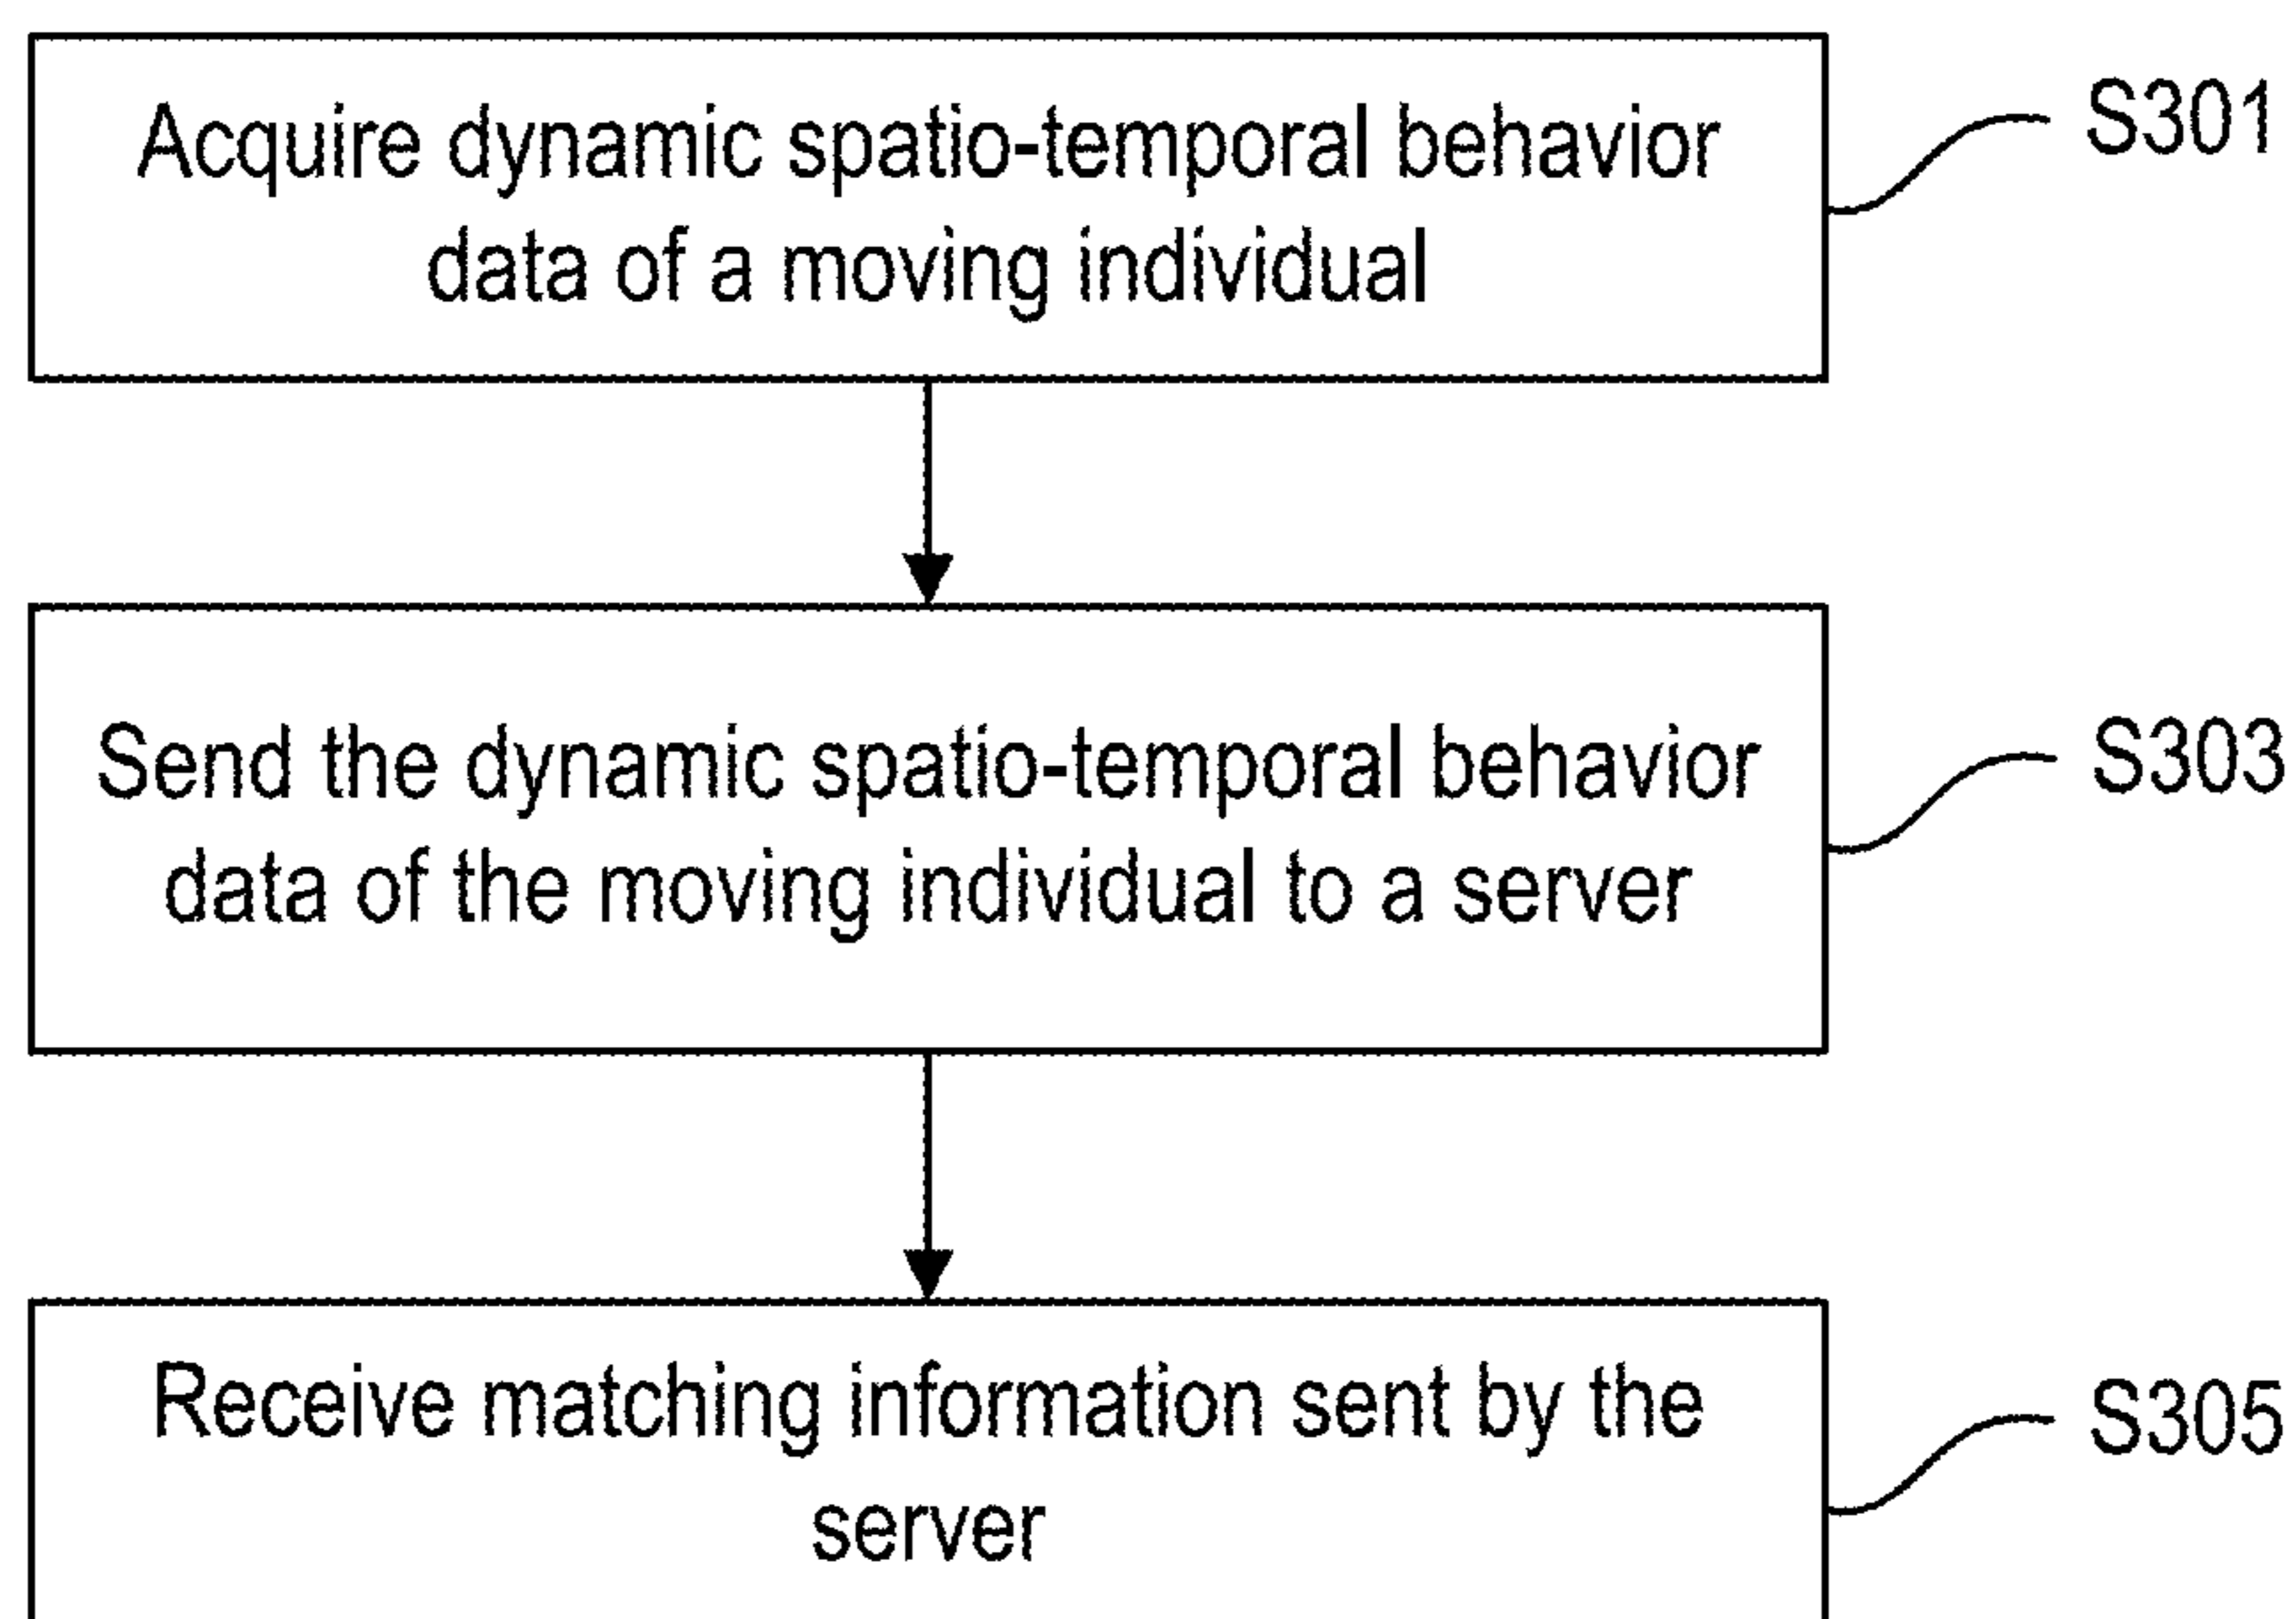 Acquire dynamic spatio-temporal behavior
data of a moving individual
S301
Send the dynamic spatio-temporal behavior
data of the moving individual to a server
S303
Receive matching information sent by the
server
S305